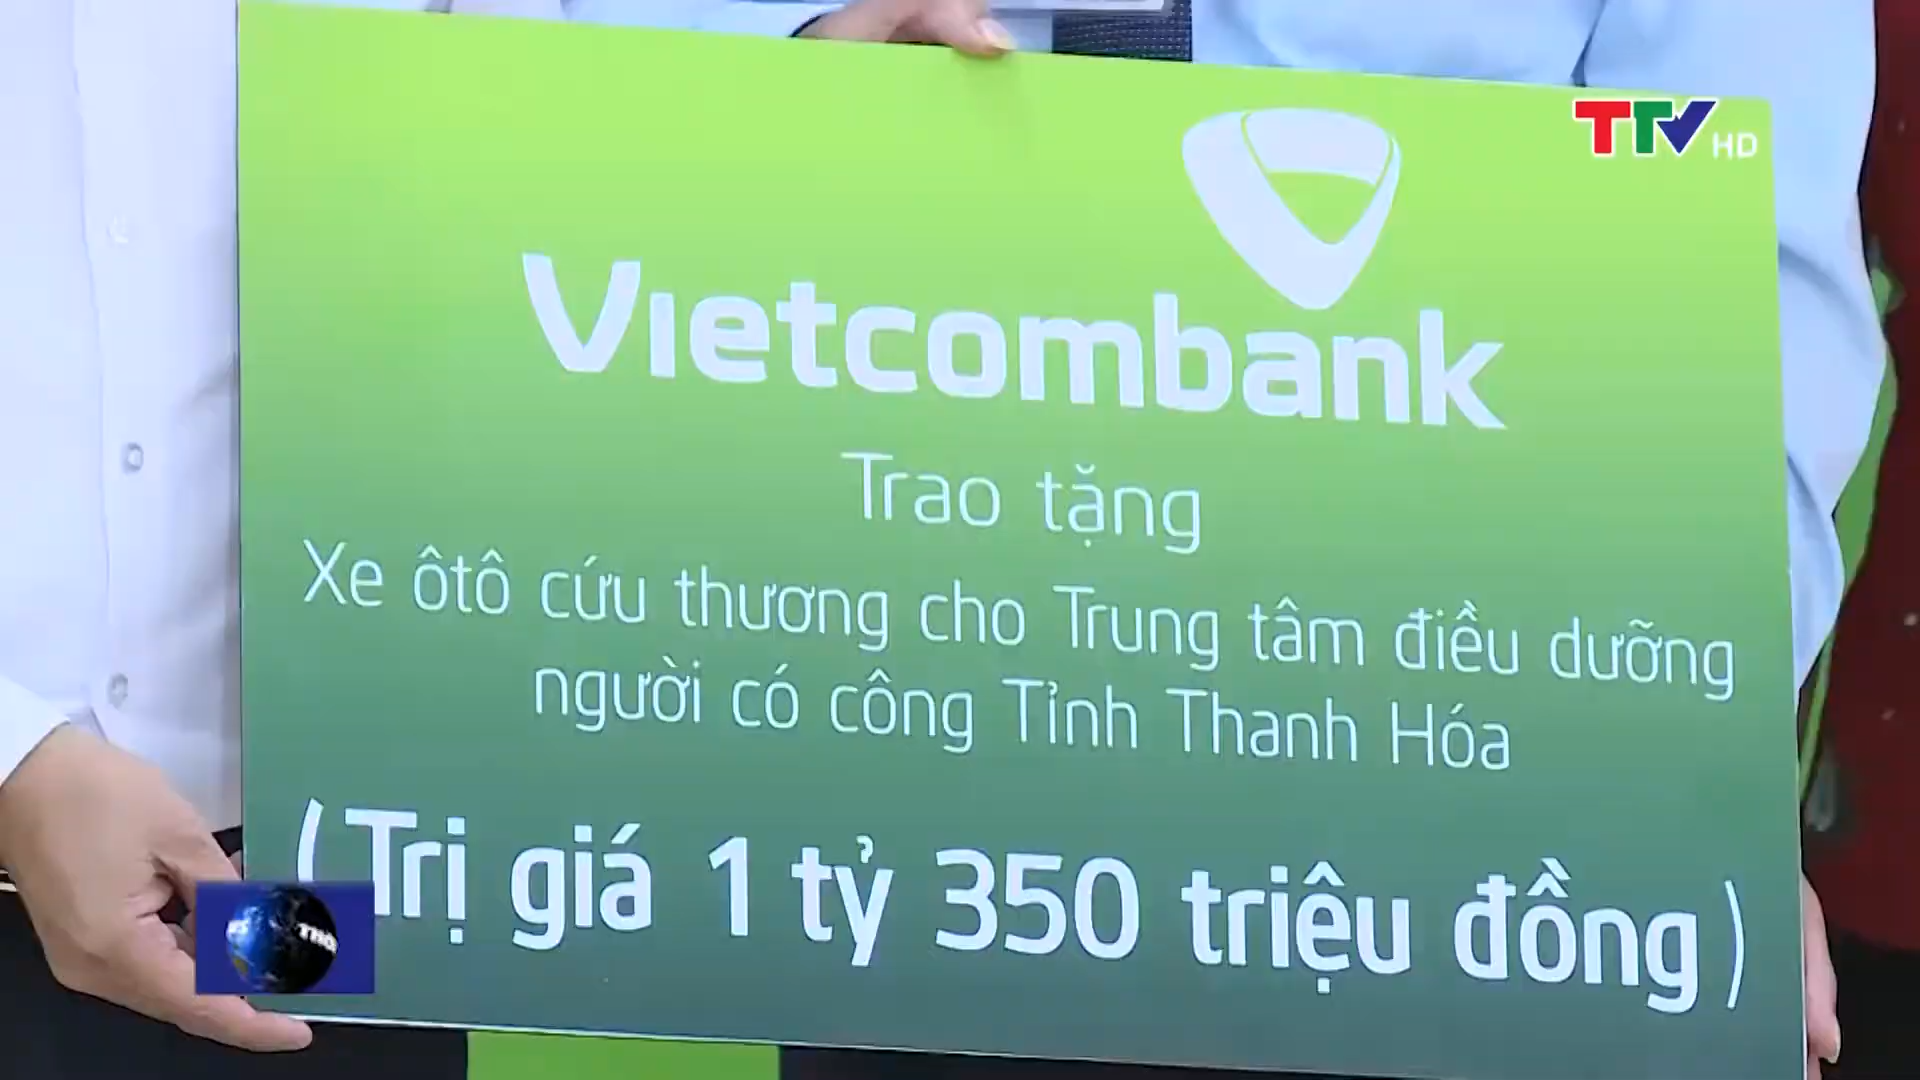 TTV HD
Vietcombank
Trao tặng
Xe ôtô cứu thương cho Trung tâm điều dưỡng
người có công Tỉnh Thanh Hóa
(Trị giá 1 tỷ 350 triệu đồng)